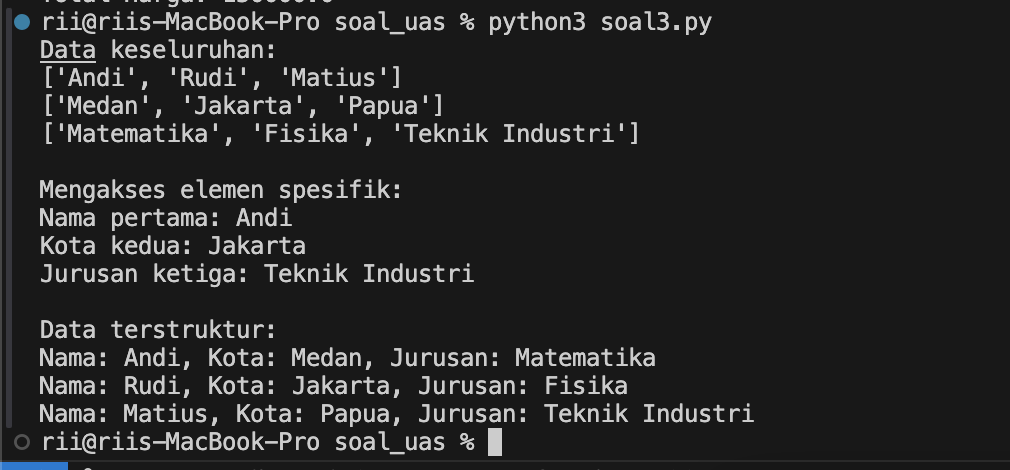 rii@riis-MacBook-Pro soal_uas % python3 soal3.py
Data keseluruhan:
['Andi', 'Rudi', 'Matius']
['Medan', 'Jakarta', 'Papua']
['Matematika', 'Fisika', 'Teknik Industri']
Mengakses elemen spesifik:
Nama pertama: Andi
Kota kedua: Jakarta
Jurusan ketiga: Teknik Industri
Data terstruktur:
Nama: Andi, Kota: Medan, Jurusan: Matematika
Nama: Rudi, Kota: Jakarta, Jurusan: Fisika
Nama: Matius, Kota: Papua, Jurusan: Teknik Industri
rii@riis-MacBook-Pro soal_uas %